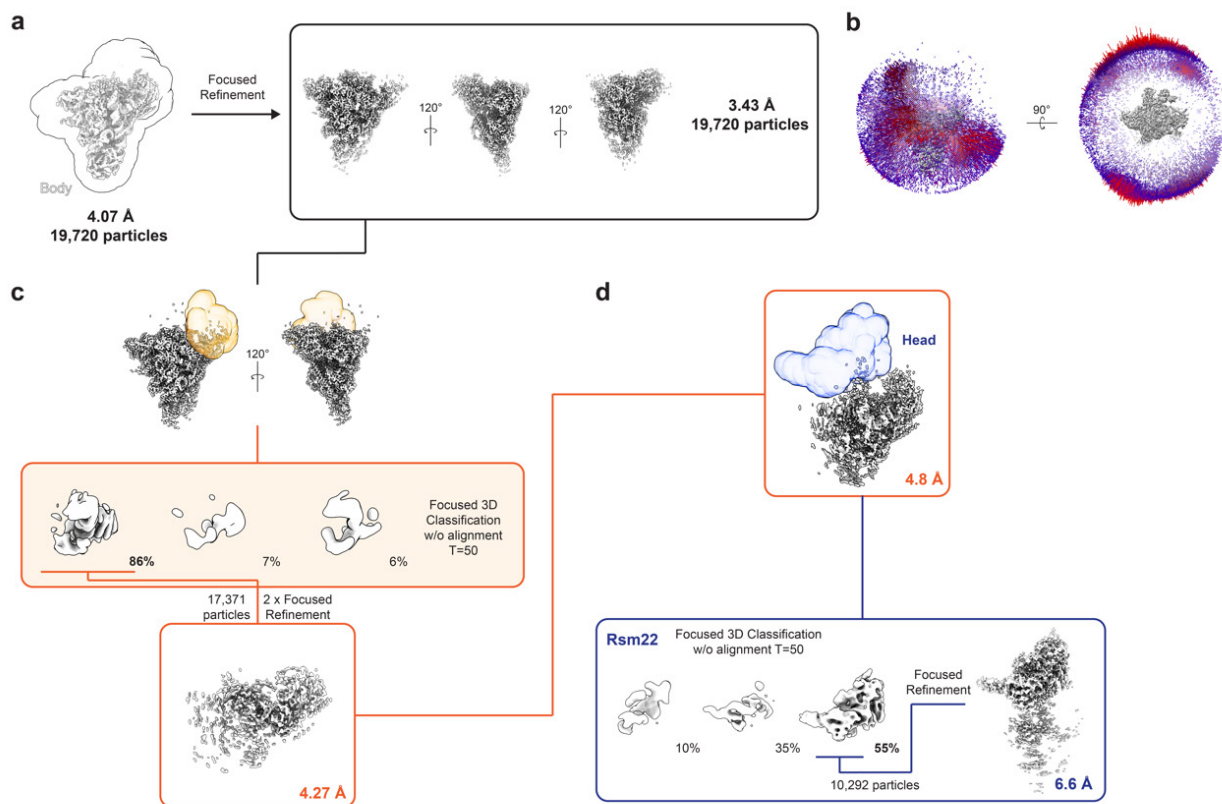 a
Body
4.07 Å
19,720 particles
Focused
Refinement
120°
120°
3.43 Å
19,720 particles
b
90°
c
120°
86%
7%
6%
Focused 3D
Classification
w/o alignment
T=50
17,371
particles
2 x Focused
Refinement
4.27 Å
d
Head
4.8 Å
Rsm22
Focused 3D Classification
w/o alignment T=50
10%
35%
55%
10,292 particles
Focused
Refinement
6.6 Å